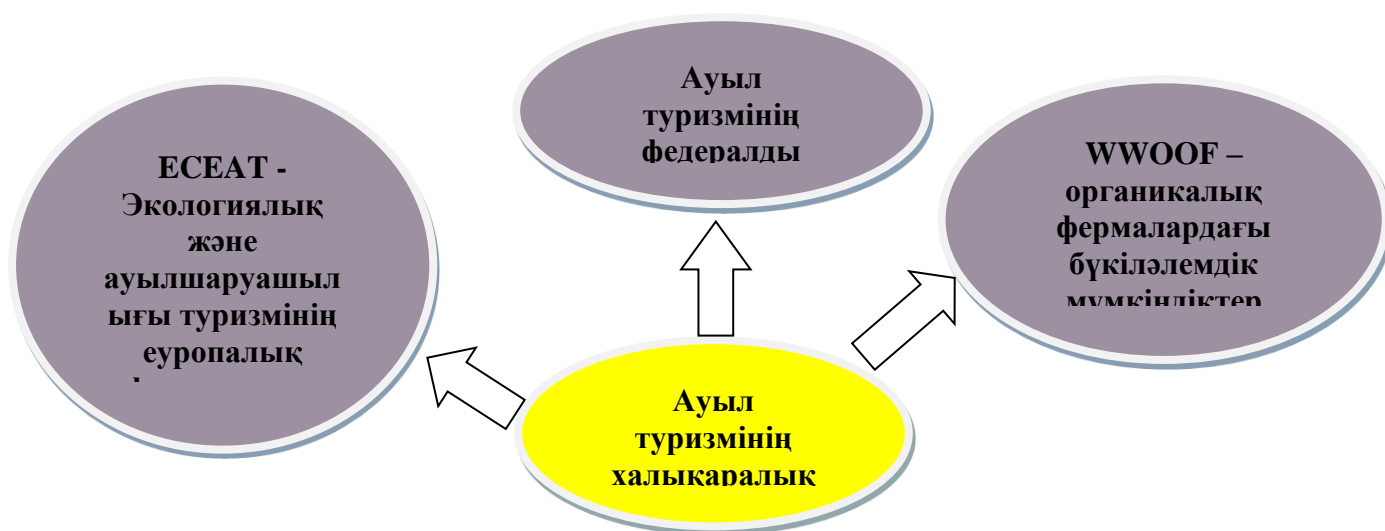 ECEAT -
Экологиялық
және
ауылшаруашыл
ығы туризмінің
еуропалық
Ауыл
туризмінің
федералды
WWOOF –
органикалық
фермалардағы
бүкіләлемдік
мүмкіндіктер
Ауыл
туризмінің
халықаралық